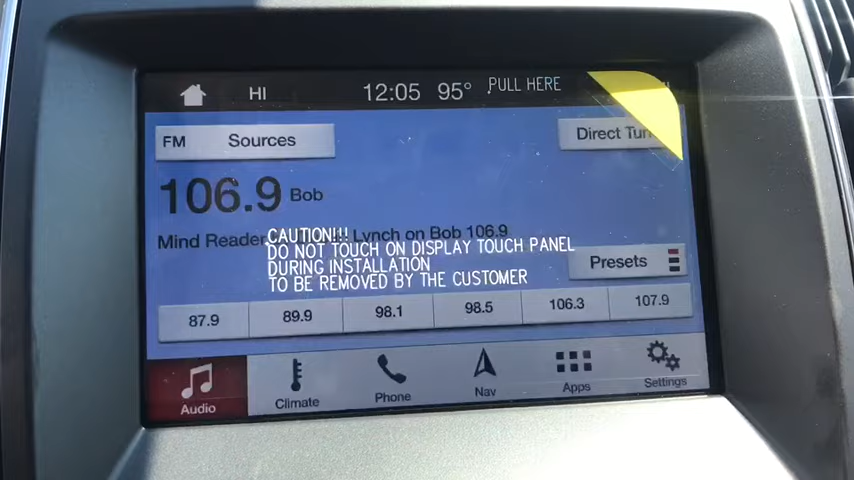 HI 12:05 95° PULL HERE
FM Sources
Direct Tun
106.9 Bob
Mind Reader Lynch on Bob 106.9
CAUTION!!!
DO NOT TOUCH ON DISPLAY TOUCH PANEL
DURING INSTALLATION
TO BE REMOVED BY THE CUSTOMER
Presets
87.9 89.9 98.1 98.5 106.3 107.9
Audio Climate Phone Nav Apps Settings